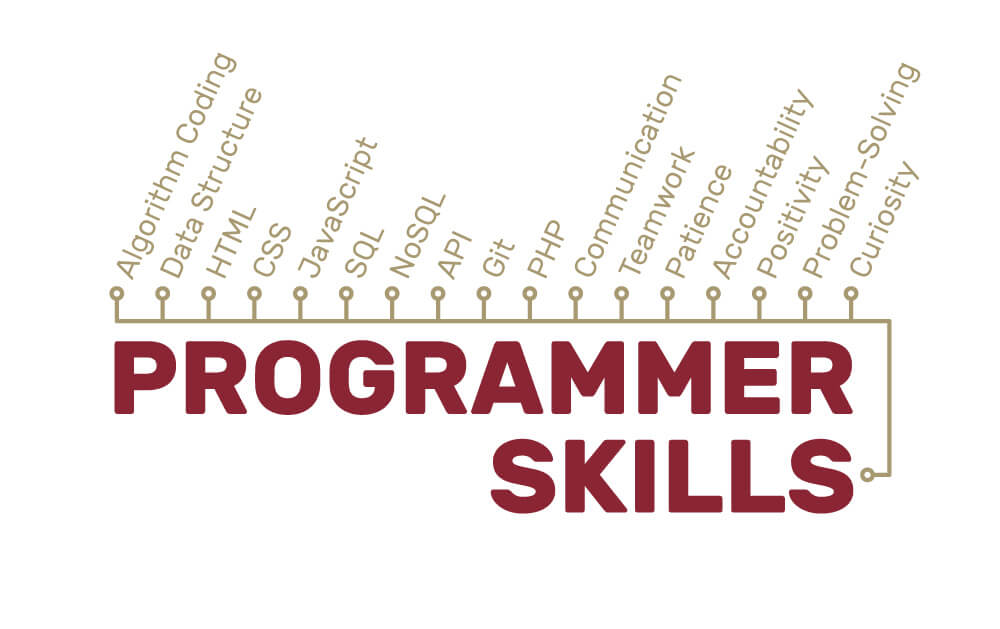 Algorithm Coding
Data Structure
HTML
CSS
JavaScript
SQL
NoSQL
API
Git
PHP
Communication
Teamwork
Patience
Accountability
Positivity
Problem-Solving
Curiosity
PROGRAMMER
SKILLS